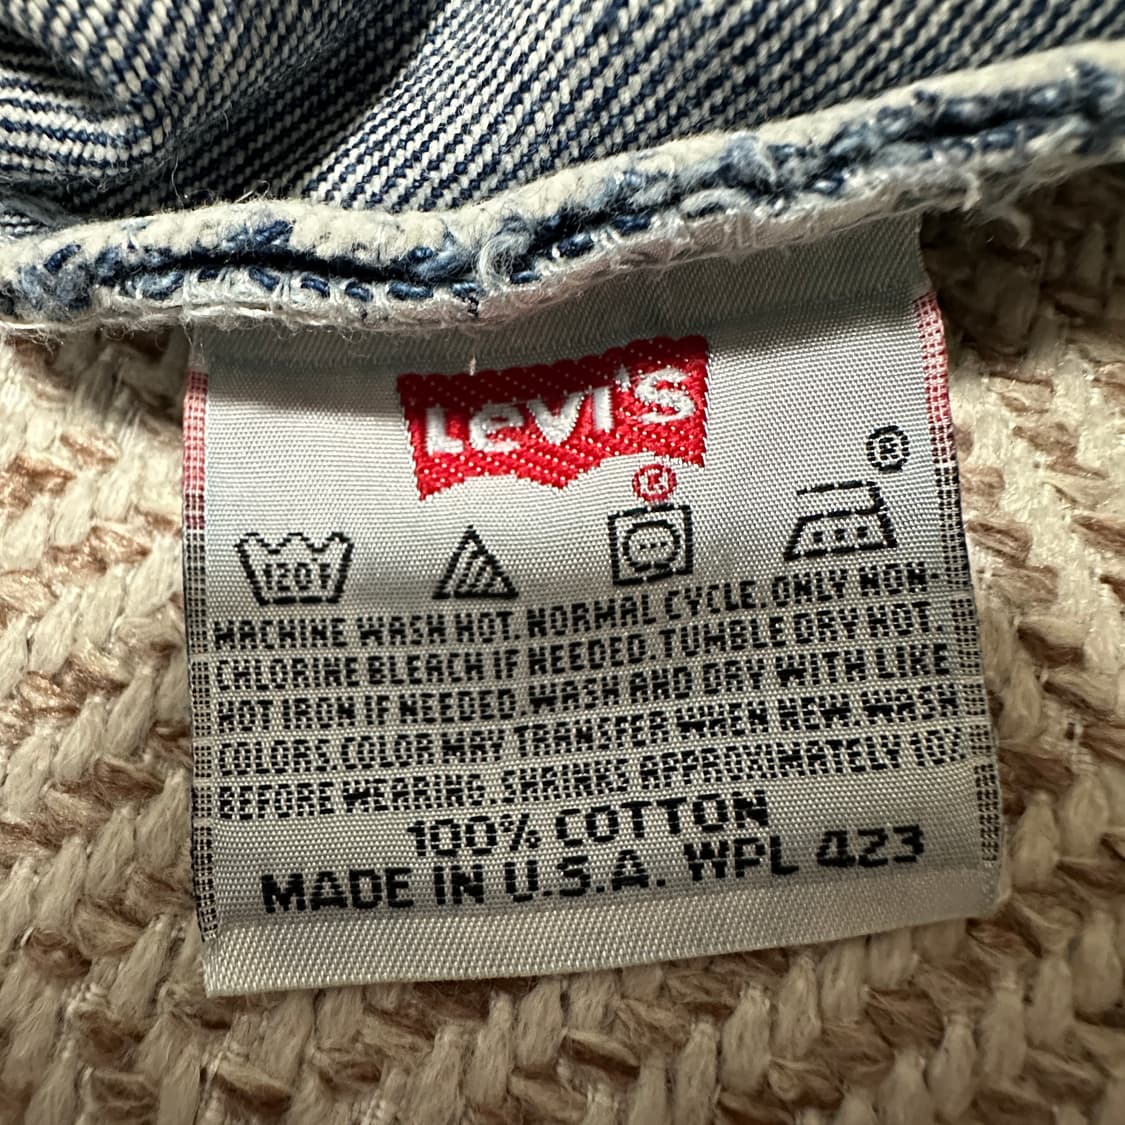 Levi's
®
®
120F
MACHINE WASH HOT. NORMAL CYCLE. ONLY NON-
CHLORINE BLEACH IF NEEDED. TUMBLE DRY HOT.
HOT IRON IF NEEDED. WASH AND DRY WITH LIKE
COLORS. COLOR MAY TRANSFER WHEN NEW. WASH
BEFORE WEARING. SHRINKS APPROXIMATELY 10%
100% COTTON
MADE IN U.S.A. WPL 423